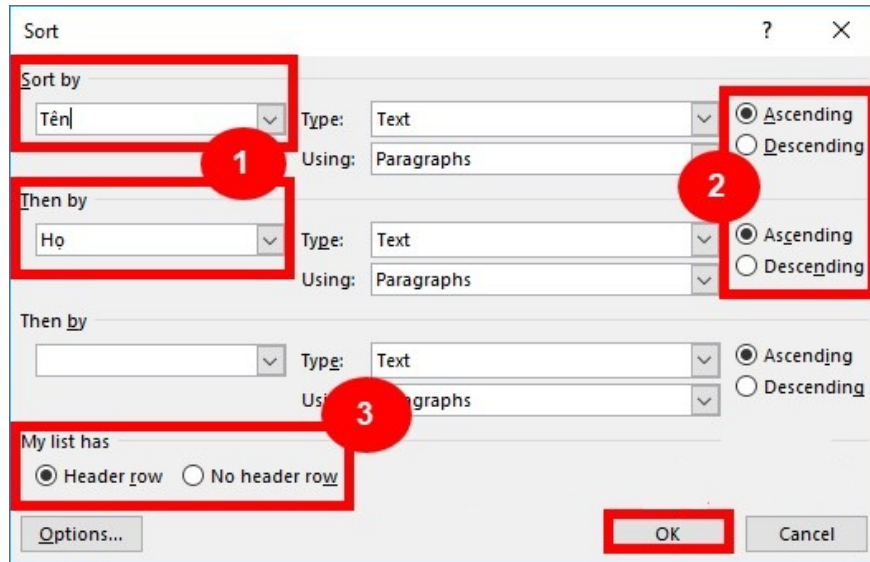 Sort ?
Sort by
Tên Type: Text Ascending
Descending
1 Using: Paragraphs
2
Then by
Họ Type: Text Ascending
Using: Paragraphs Descending
Then by
Type: Text Ascending
agraphs Descending
3
My list has
Header row No header row
Options... OK Cancel